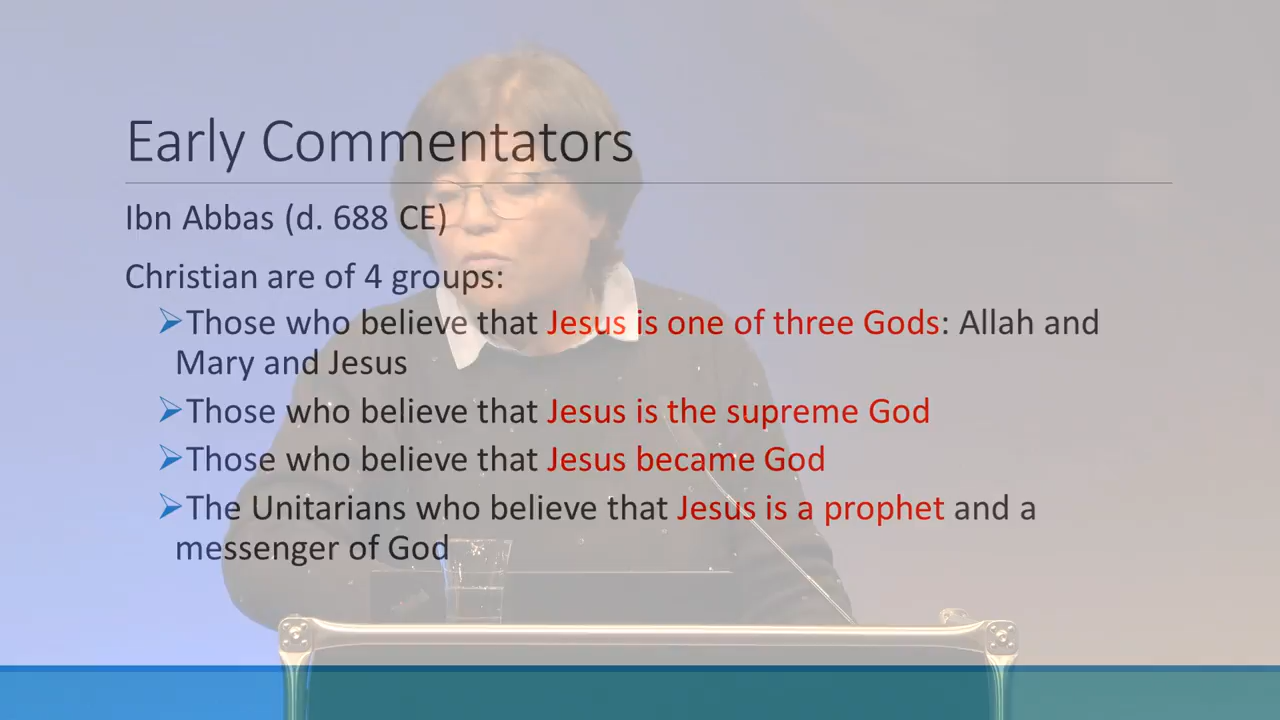 Early Commentators
Ibn Abbas (d. 688 CE)
Christian are of 4 groups:
Those who believe that Jesus is one of three Gods: Allah and
Mary and Jesus
Those who believe that Jesus is the supreme God
Those who believe that Jesus became God
The Unitarians who believe that Jesus is a prophet and a
messenger of God